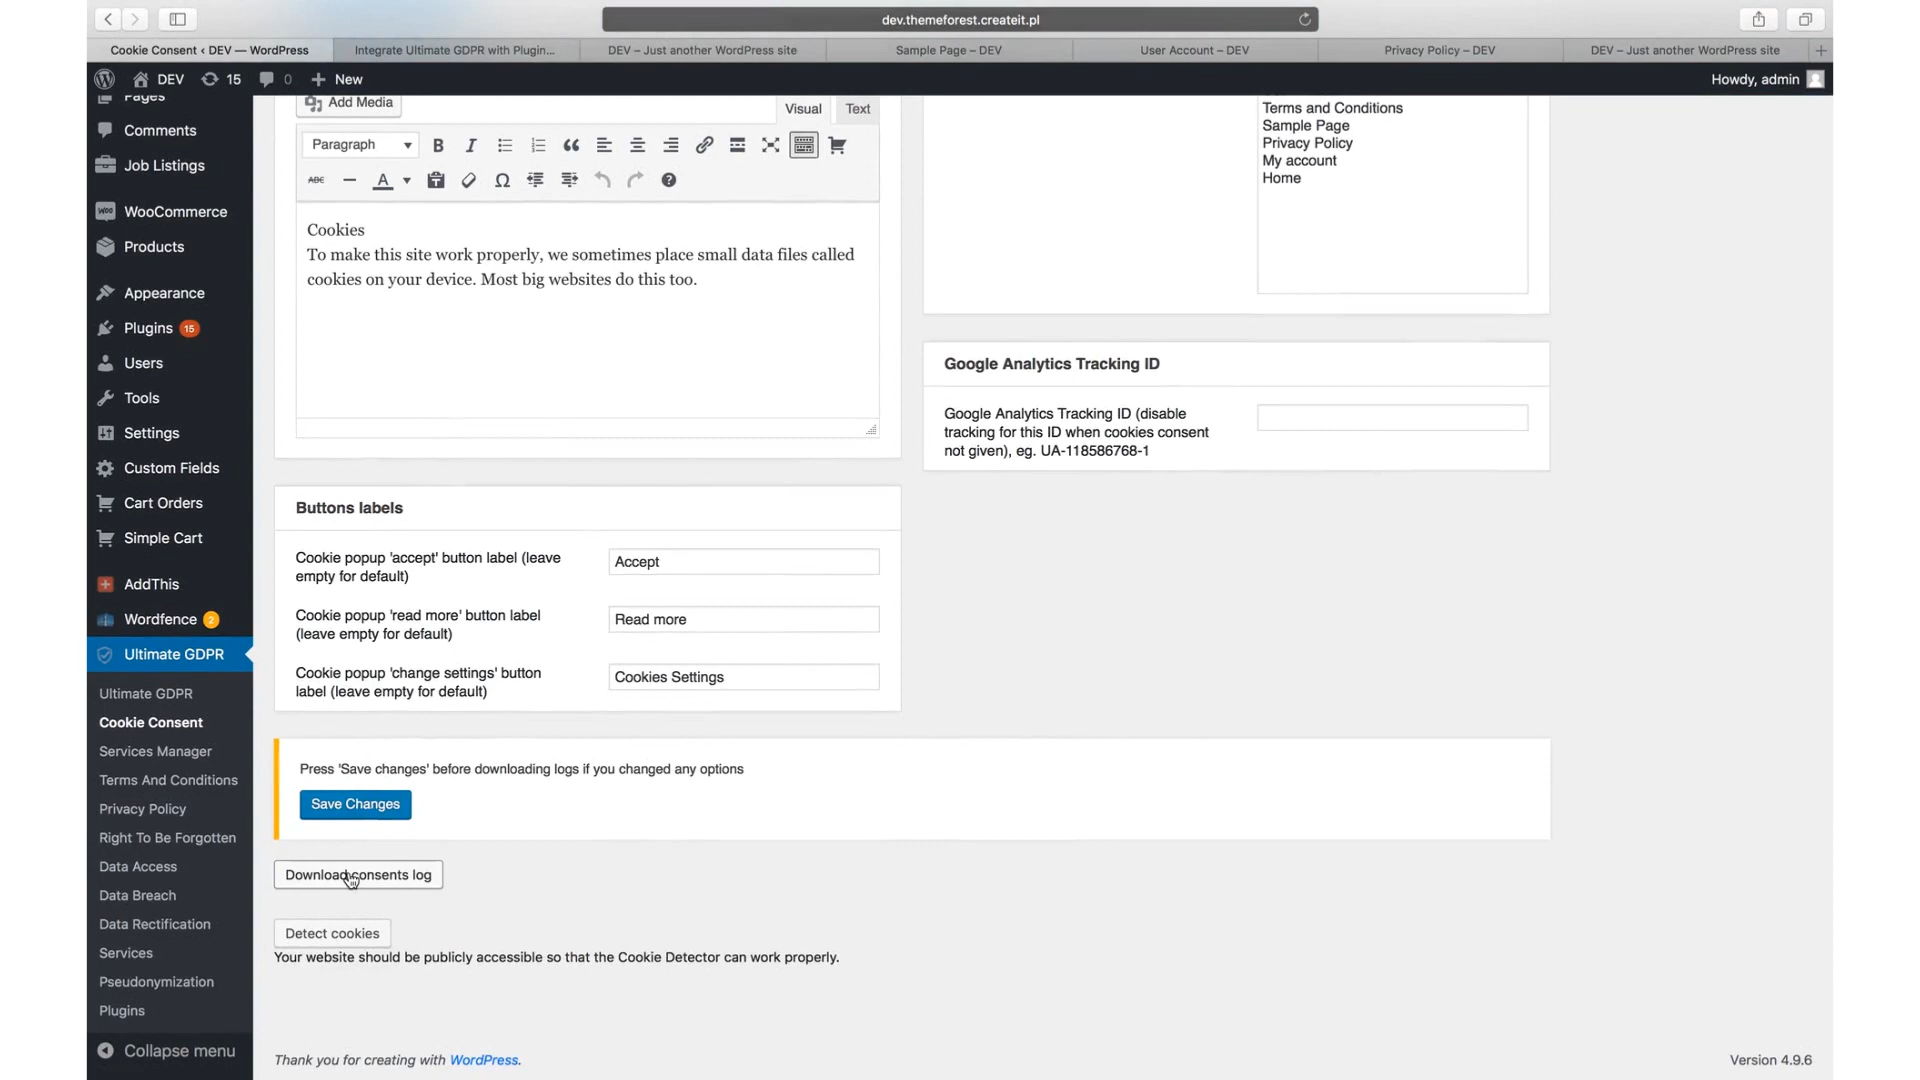 dev.themeforest.createit.pl
Cookie Consent ‹ DEV — WordPress
Integrate Ultimate GDPR with Plugin...
DEV – Just another WordPress site
Sample Page – DEV
User Account – DEV
Privacy Policy – DEV
DEV – Just another WordPress site
DEV
15
0
New
Howdy, admin
Pages
Comments
Job Listings
WooCommerce
Products
Appearance
Plugins 15
Users
Tools
Settings
Custom Fields
Cart Orders
Simple Cart
AddThis
Wordfence 2
Ultimate GDPR
Ultimate GDPR
Cookie Consent
Services Manager
Terms And Conditions
Privacy Policy
Right To Be Forgotten
Data Access
Data Breach
Data Rectification
Services
Pseudonymization
Plugins
Collapse menu
Add Media
Visual
Text
Paragraph
Cookies
To make this site work properly, we sometimes place small data files called
cookies on your device. Most big websites do this too.
Terms and Conditions
Sample Page
Privacy Policy
My account
Home
Google Analytics Tracking ID
Google Analytics Tracking ID (disable
tracking for this ID when cookies consent
not given), eg. UA-118586768-1
Buttons labels
Cookie popup 'accept' button label (leave
empty for default)
Accept
Cookie popup 'read more' button label
(leave empty for default)
Read more
Cookie popup 'change settings' button
label (leave empty for default)
Cookies Settings
Press 'Save changes' before downloading logs if you changed any options
Save Changes
Download consents log
Detect cookies
Your website should be publicly accessible so that the Cookie Detector can work properly.
Thank you for creating with WordPress.
Version 4.9.6